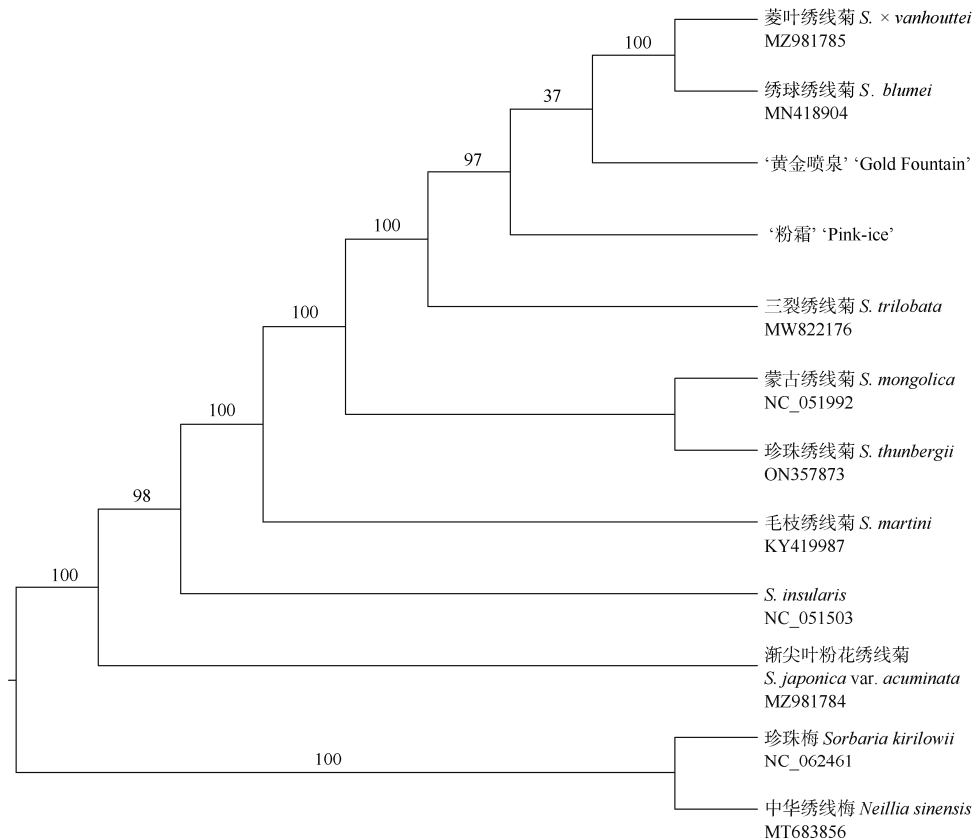 菱叶绣线菊 S. × vanhouttei
MZ981785
100
绣球绣线菊 S. blumei
MN418904
37
‘黄金喷泉’ ‘Gold Fountain’
97
‘粉霜’ ‘Pink-ice’
100
三裂绣线菊 S. trilobata
MW822176
100
蒙古绣线菊 S. mongolica
NC_051992
100
珍珠绣线菊 S. thunbergii
ON357873
98
毛枝绣线菊 S. martini
KY419987
100
S. insularis
NC_051503
渐尖叶粉花绣线菊
S. japonica var. acuminata
MZ981784
珍珠梅 Sorbaria kirilowii
NC_062461
100
中华绣线梅 Neillia sinensis
MT683856